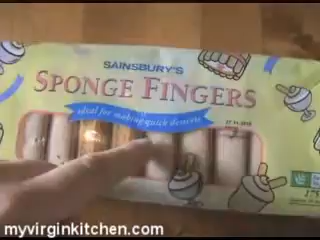 SAINSBURY'S
SPONGE FINGERS
ideal for making quick desserts
myvirginkitchen.com